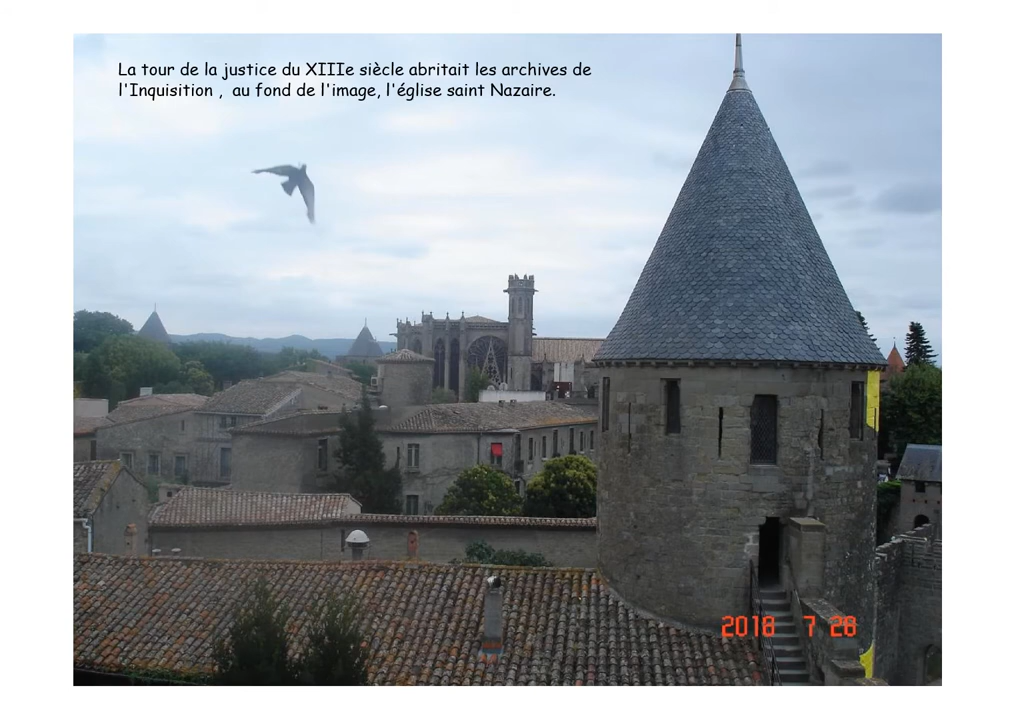 La tour de la justice du XIIIe siècle abritait les archives de
l'Inquisition , au fond de l'image, l'église saint Nazaire.
2018 7 28